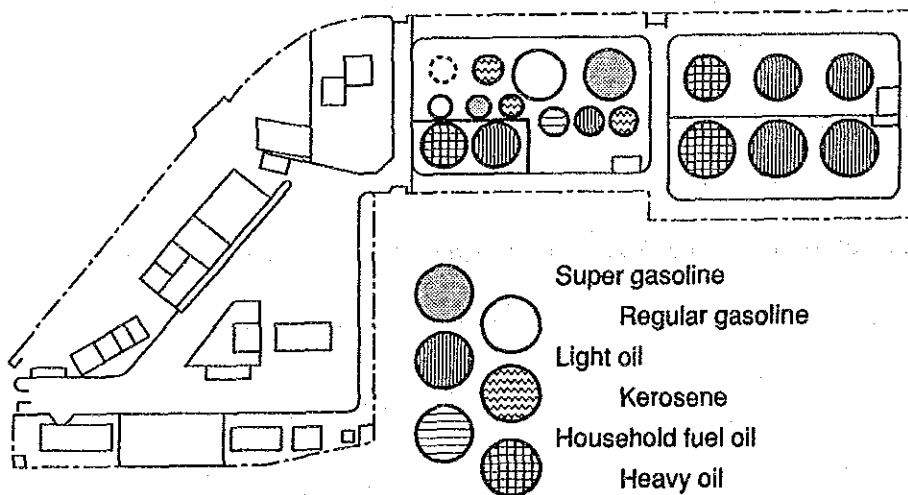 Super gasoline
Regular gasoline
Light oil
Kerosene
Household fuel oil
Heavy oil